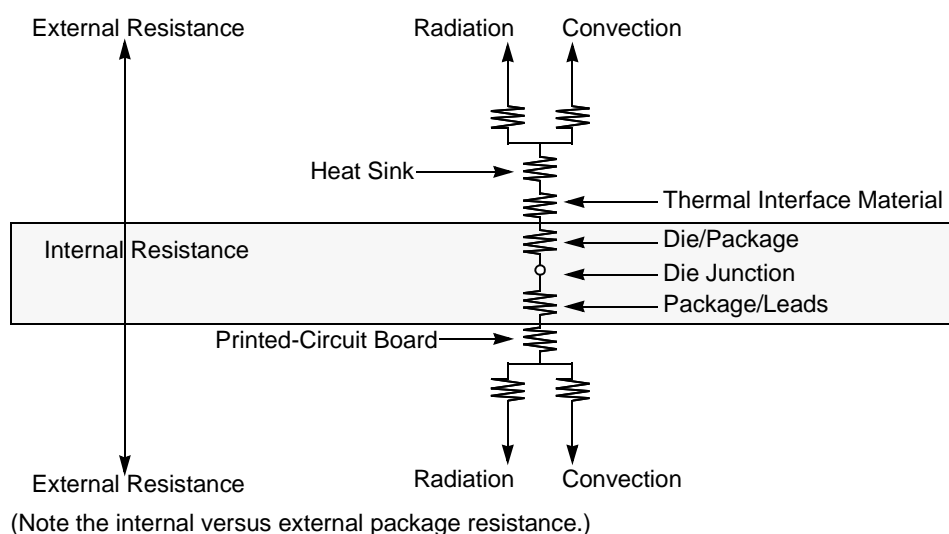 External Resistance
Radiation
Convection
Heat Sink
Thermal Interface Material
Internal Resistance
Die/Package
Die Junction
Package/Leads
Printed-Circuit Board
Radiation
Convection
External Resistance
(Note the internal versus external package resistance.)